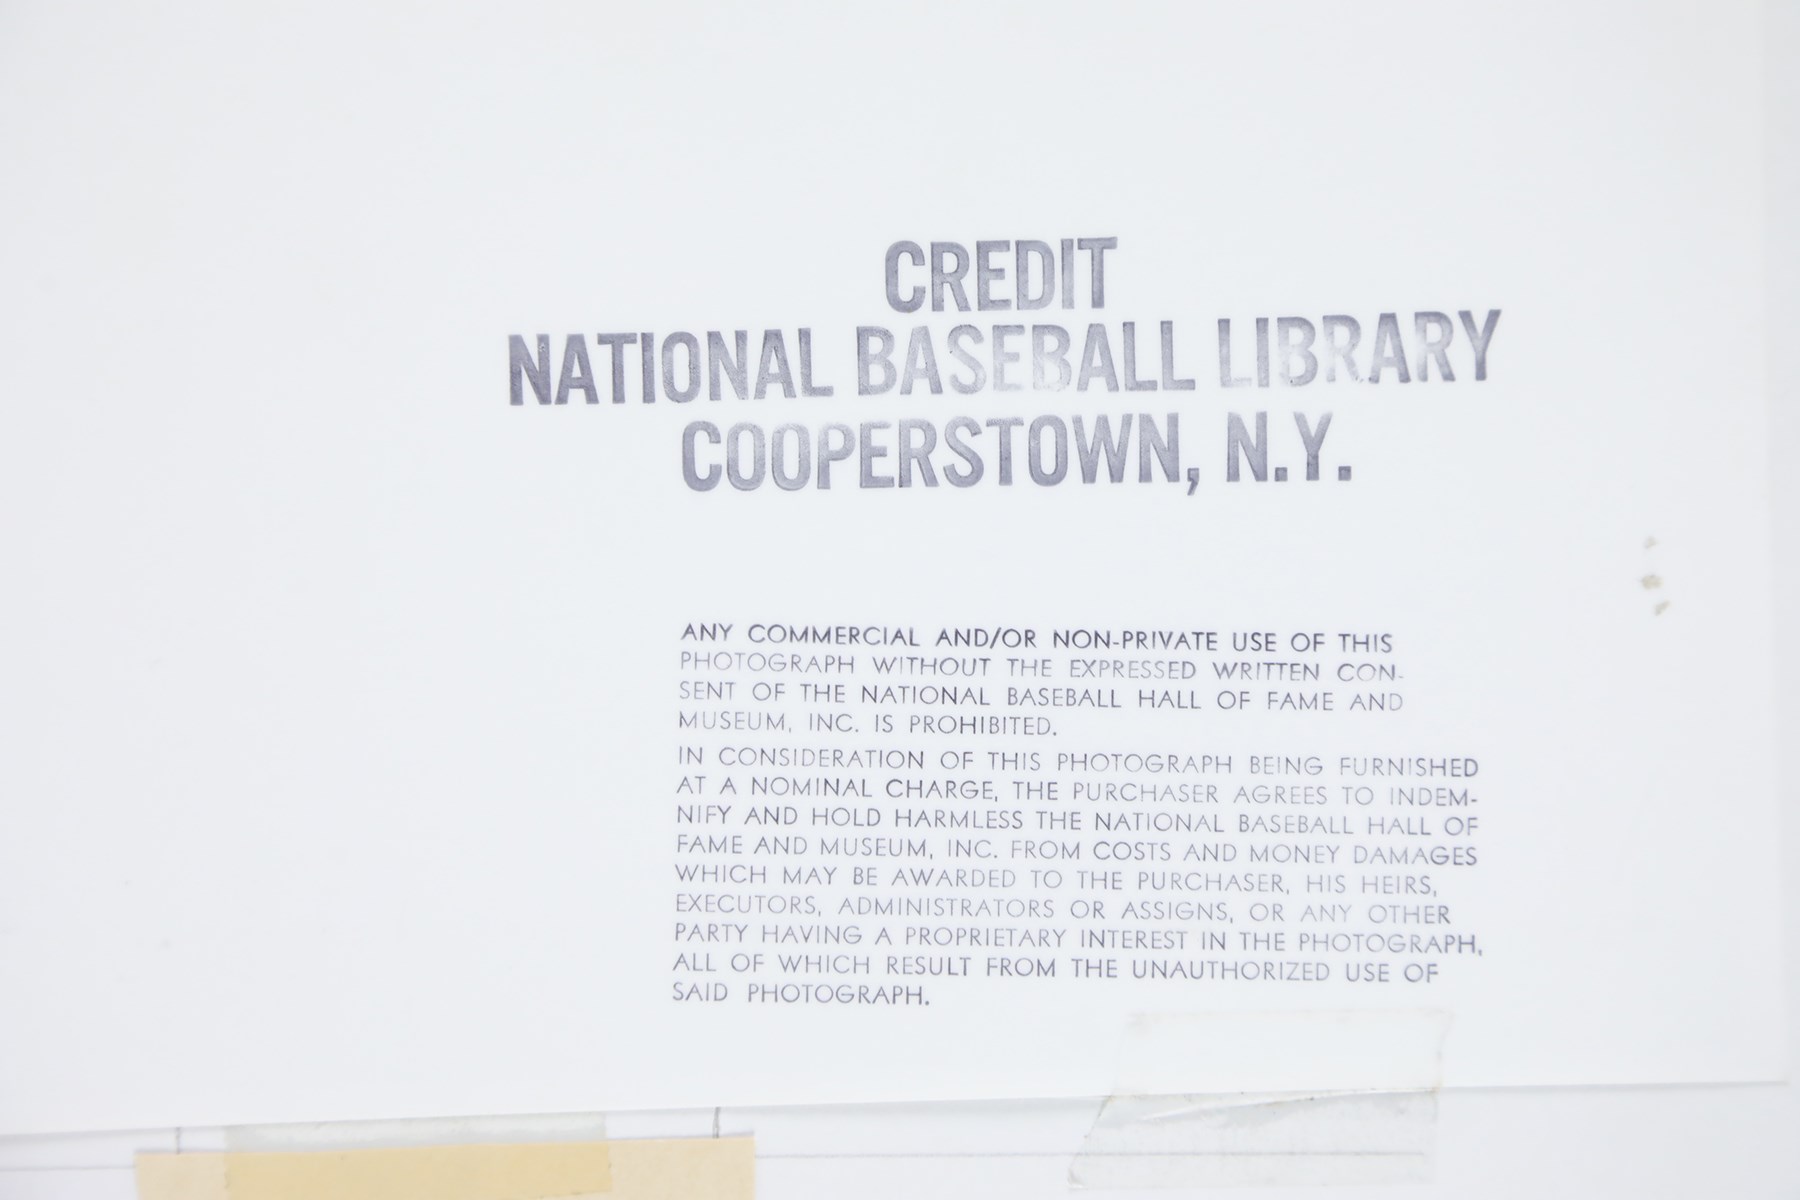 CREDIT
NATIONAL BASEBALL LIBRARY
COOPERSTOWN, N.Y.
ANY COMMERCIAL AND/OR NON-PRIVATE USE OF THIS
PHOTOGRAPH WITHOUT THE EXPRESSED WRITTEN CON-
SENT OF THE NATIONAL BASEBALL HALL OF FAME AND
MUSEUM, INC. IS PROHIBITED.
IN CONSIDERATION OF THIS PHOTOGRAPH BEING FURNISHED
AT A NOMINAL CHARGE, THE PURCHASER AGREES TO INDEM-
NIFY AND HOLD HARMLESS THE NATIONAL BASEBALL HALL OF
FAME AND MUSEUM, INC. FROM COSTS AND MONEY DAMAGES
WHICH MAY BE AWARDED TO THE PURCHASER, HIS HEIRS,
EXECUTORS, ADMINISTRATORS OR ASSIGNS, OR ANY OTHER
PARTY HAVING A PROPRIETARY INTEREST IN THE PHOTOGRAPH,
ALL OF WHICH RESULT FROM THE UNAUTHORIZED USE OF
SAID PHOTOGRAPH.